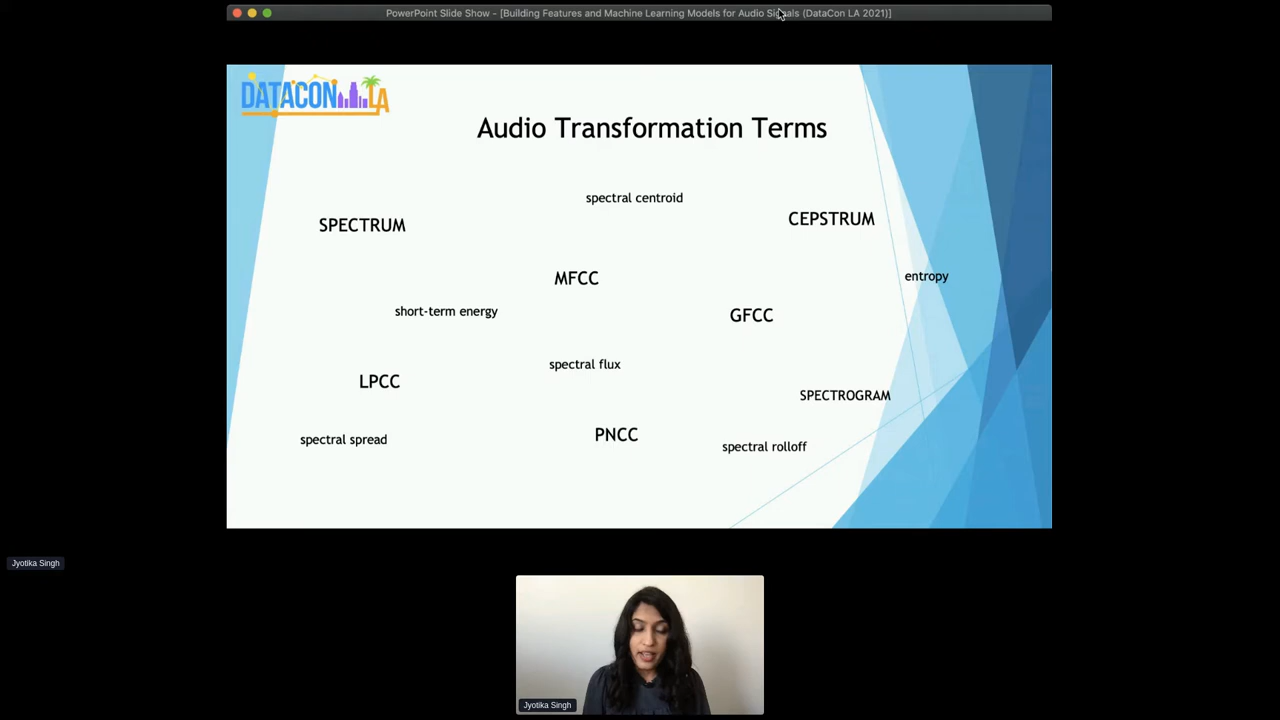 PowerPoint Slide Show - [Building Features and Machine Learning Models for Audio Signals (DataCon LA 2021)]
DATACON LA
Audio Transformation Terms
spectral centroid
SPECTRUM
CEPSTRUM
MFCC
entropy
short-term energy
GFCC
spectral flux
LPCC
SPECTROGRAM
spectral spread
PNCC
spectral rolloff
Jyotika Singh
Jyotika Singh